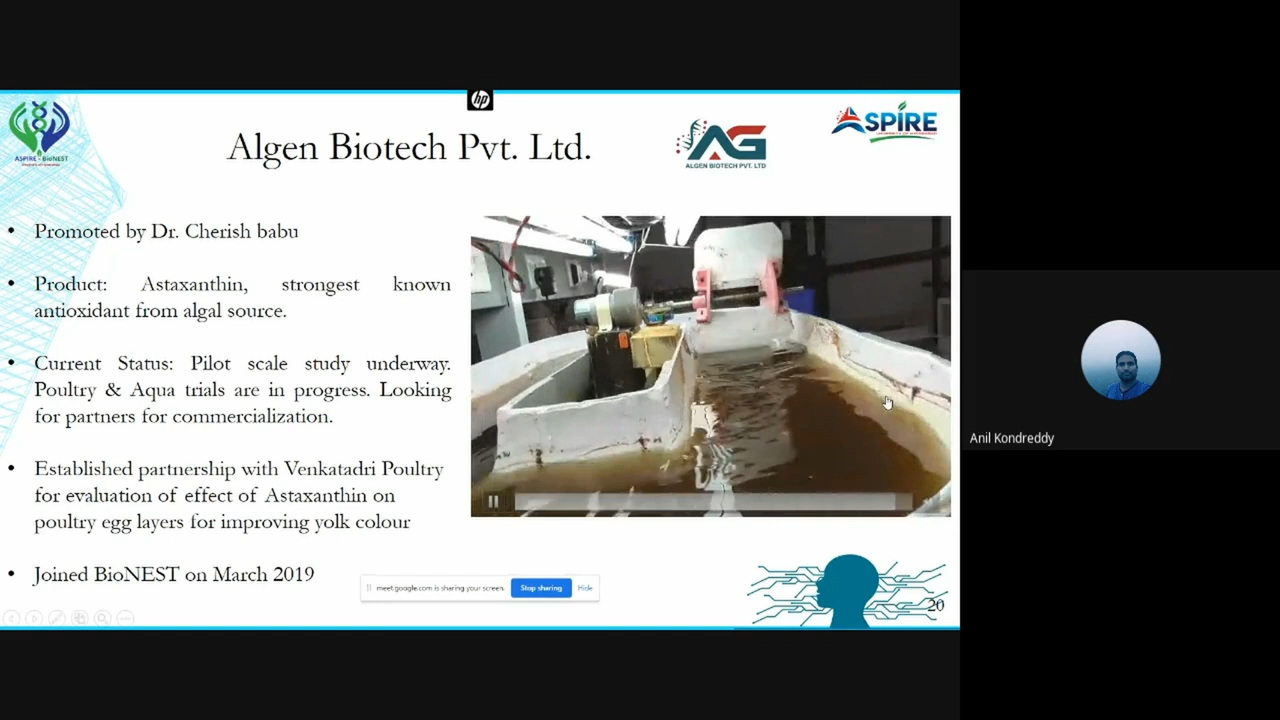 hp
Algen Biotech Pvt. Ltd.
AG
ALGEN BIOTECH PVT. LTD
ASPIRE
ASPIRE - BioNEST
• Promoted by Dr. Cherish babu
• Product: Astaxanthin, strongest known
antioxidant from algal source.
• Current Status: Pilot scale study underway.
Poultry & Aqua trials are in progress. Looking
for partners for commercialization.
• Established partnership with Venkatadri Poultry
for evaluation of effect of Astaxanthin on
poultry egg layers for improving yolk colour
• Joined BioNEST on March 2019
meet.google.com is sharing your screen. Stop sharing Hide
20
Anil Kondreddy